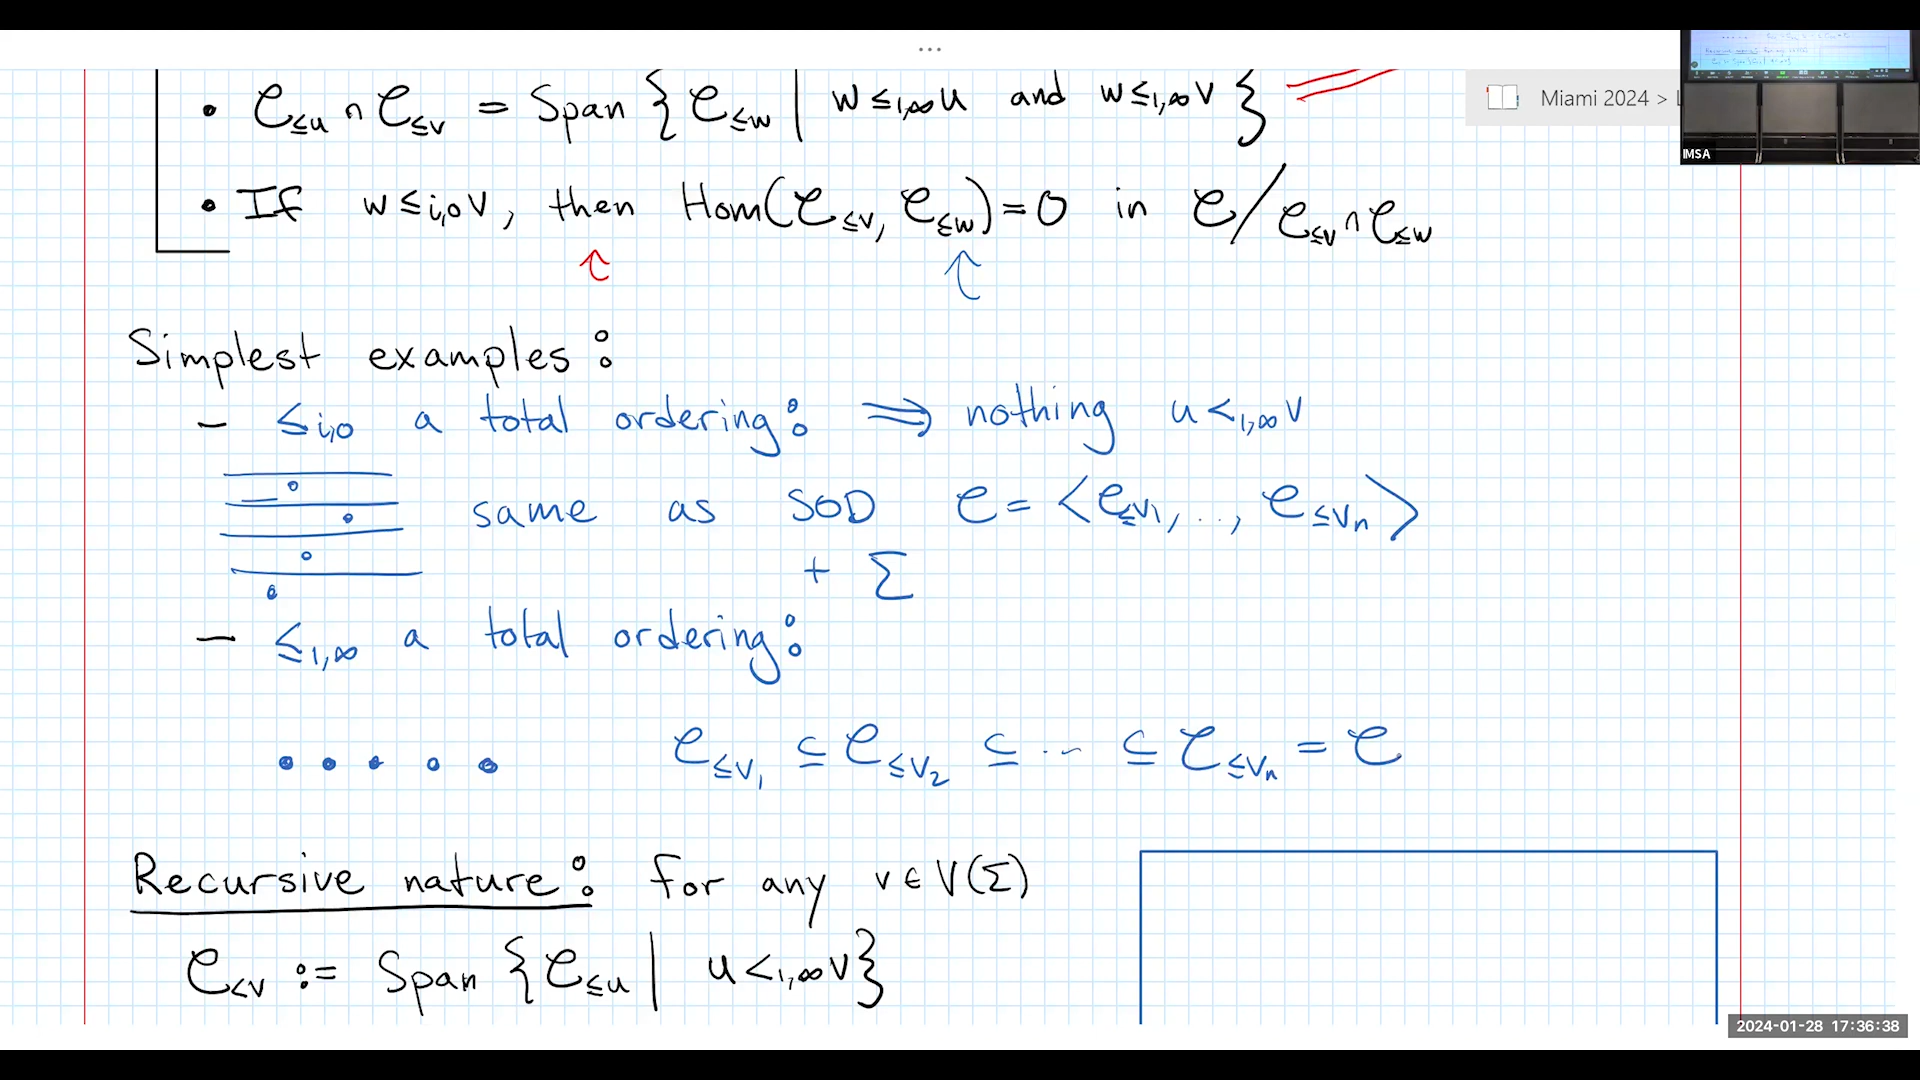 ...
Miami 2024 > L
IMSA
• C≤u ∩ C≤v = Span { C≤w | w ≤1,∞ u and w ≤1,∞ v }
• If w ≤i,0 v, then Hom(C≤v, C≤w) = 0 in C/C≤v ∩ C≤w
Simplest examples:
– ≤i,0 a total ordering: ⟹ nothing u <1,∞ v
same as SOD C = ⟨C≤v1, .., C≤vn⟩
+ Σ
– ≤1,∞ a total ordering:
C≤v1 ⊆ C≤v2 ⊆ ... ⊆ C≤vn = C
Recursive nature: for any v ∈ V(Σ)
C<v := Span { C≤u | u <1,∞ v }
2024-01-28 17:36:38